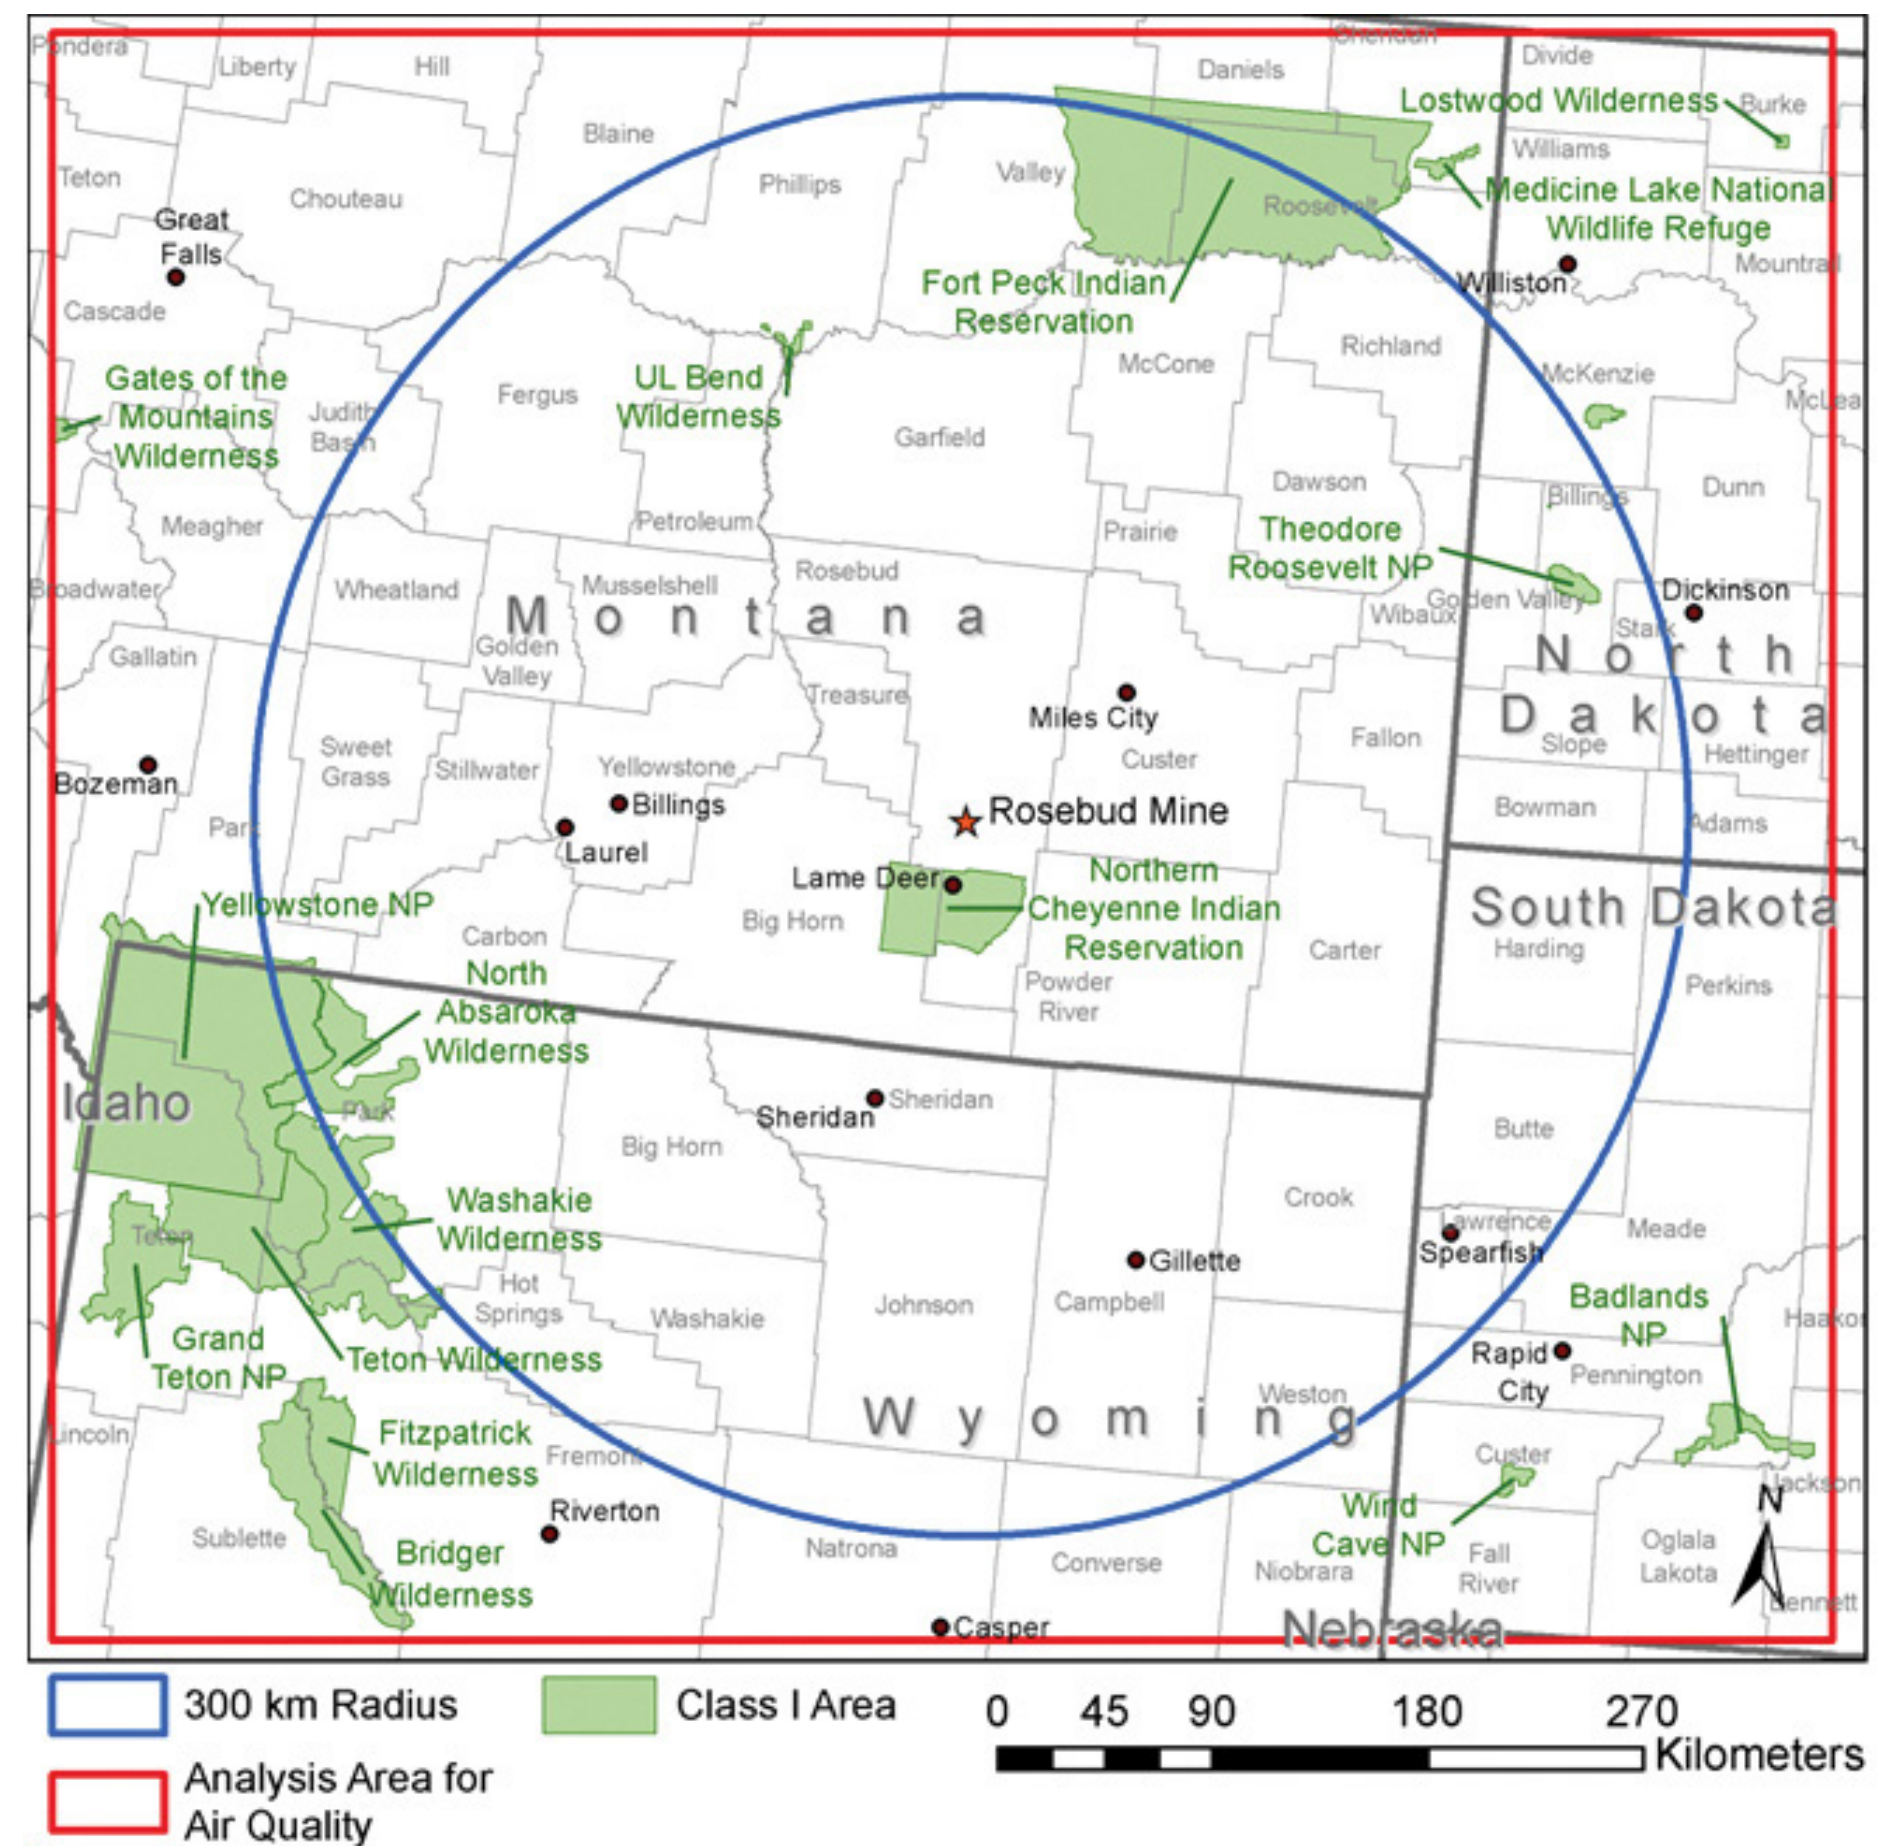 Pondera
Liberty
Hill
Daniels
Sheridan
Divide
Lostwood Wilderness
Burke
Blaine
Williams
Teton
Chouteau
Phillips
Valley
Roosevelt
Medicine Lake National
Wildlife Refuge
Great
Falls
Williston
Mountrail
Cascade
Fort Peck Indian
Reservation
Richland
McCone
McKenzie
Gates of the
Mountains
Wilderness
UL Bend
Wilderness
Fergus
Judith
Basin
Garfield
McLea
Dawson
Dunn
Billings
Meagher
Petroleum
Prairie
Theodore
Roosevelt NP
Broadwater
Wheatland
Musselshell
Rosebud
Montana
Golden Valley
Wibaux
Dickinson
Stark
North
Dakota
Gallatin
Golden
Valley
Treasure
Miles City
Custer
Fallon
Slope
Hettinger
Bozeman
Sweet
Grass
Stillwater
Yellowstone
Billings
Laurel
Park
Rosebud Mine
Bowman
Adams
Lame Deer
Northern
Cheyenne Indian
Reservation
Yellowstone NP
Big Horn
Carbon
South Dakota
Harding
Carter
Perkins
Powder
River
North
Absaroka
Wilderness
Idaho
Park
Sheridan
Sheridan
Big Horn
Butte
Crook
Washakie
Wilderness
Teton
Lawrence
Spearfish
Meade
Gillette
Hot
Springs
Washakie
Johnson
Campbell
Badlands
NP
Haakon
Grand
Teton NP
Teton Wilderness
Rapid
City
Pennington
Weston
Wyoming
Lincoln
Fitzpatrick
Wilderness
Fremont
Custer
Jackson
N
Riverton
Wind
Cave NP
Sublette
Bridger
Wilderness
Natrona
Converse
Niobrara
Fall
River
Oglala
Lakota
Bennett
Casper
Nebraska
300 km Radius
Class I Area
0 45 90 180 270
Kilometers
Analysis Area for
Air Quality